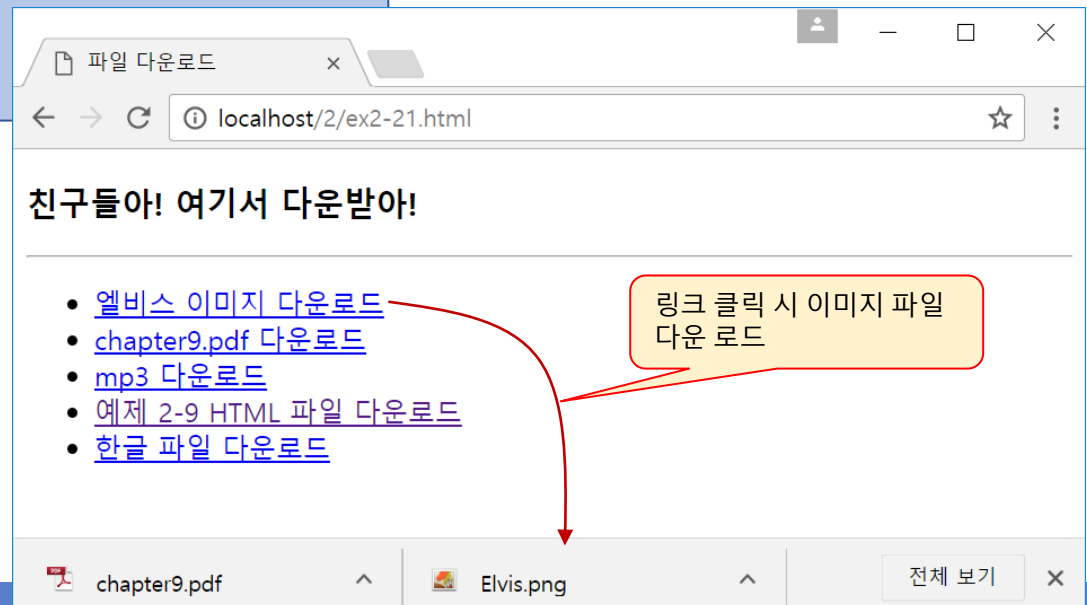 파일 다운로드
localhost/2/ex2-21.html
친구들아! 여기서 다운받아!
엘비스 이미지 다운로드
chapter9.pdf 다운로드
mp3 다운로드
예제 2-9 HTML 파일 다운로드
한글 파일 다운로드
링크 클릭 시 이미지 파일
다운 로드
chapter9.pdf
Elvis.png
전체 보기